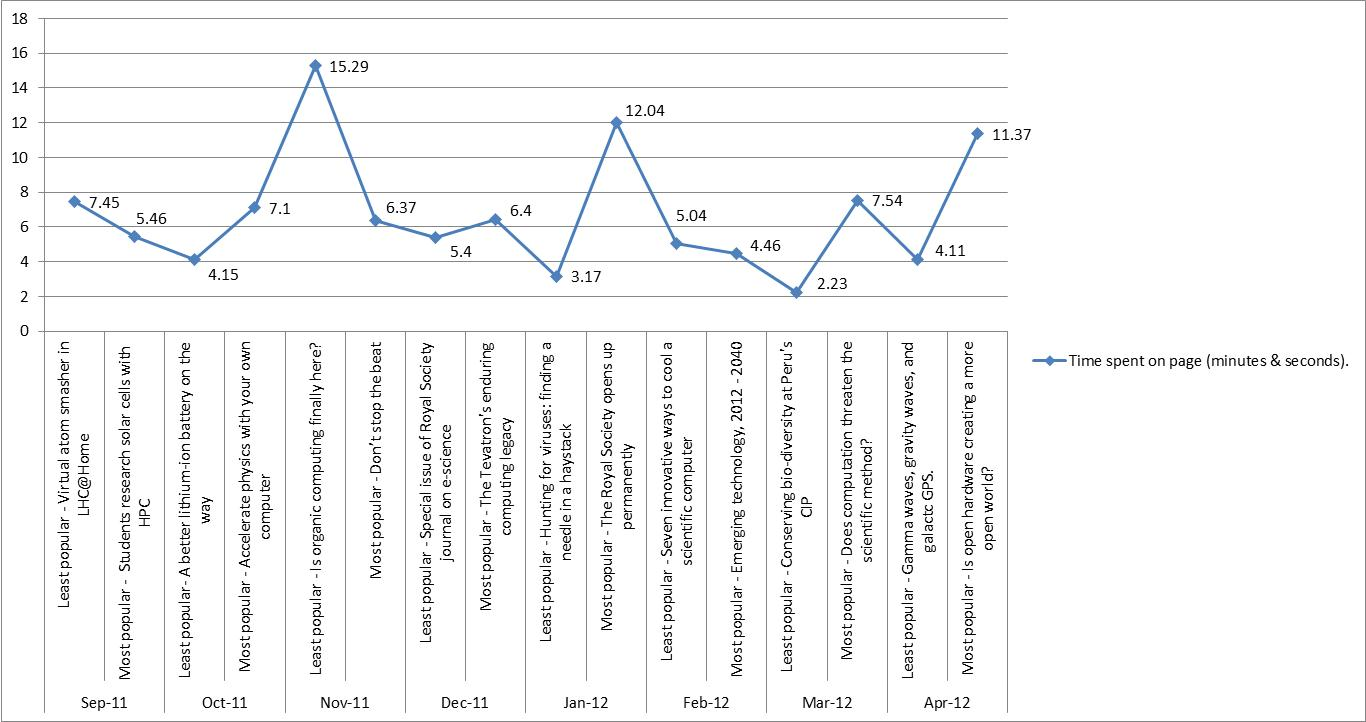 18
16
14
12
10
8
6
4
2
0
7.45
5.46
4.15
7.1
15.29
6.37
5.4
6.4
3.17
12.04
5.04
4.46
2.23
7.54
4.11
11.37
Least popular - Virtual atom smasher in
LHC@Home
Most popular -  Students research solar cells with
HPC
Least popular- A better lithium-ion battery on the
way
Most popular - Accelerate physics with your own
computer
Least popular - Is organic computing finally here?
Most popular - Don't stop the beat
Least popular - Special issue of Royal Society
journal on e-science
Most popular - The Tevatron's enduring
computing legacy
Least popular - Hunting for viruses: finding a
needle in a haystack
Most popular - The Royal Society opens up
permanently
Least popular - Seven innovative ways to cool a
scientific computer
Most popular - Emerging technology, 2012 - 2040
Least popular - Conserving bio-diversity at Peru's
CIP
Most popular - Does computation threaten the
scientific method?
Least popular - Gamma waves, gravity waves, and
galactc GPS.
Most popular - Is open hardware creating a more
open world?
Sep-11
Oct-11
Nov-11
Dec-11
Jan-12
Feb-12
Mar-12
Apr-12
Time spent on page (minutes & seconds).